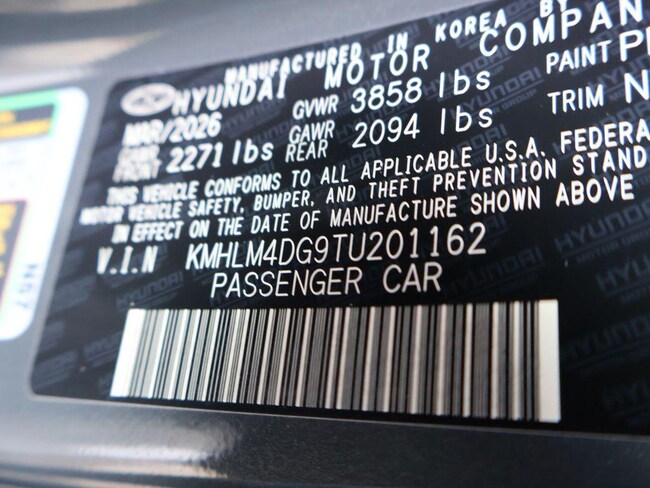 MANUFACTURED IN KOREA BY
HYUNDAI MOTOR COMPAN
MAR/2026 GVWR 3858 lbs PAINT P
GAWR FRONT 2271 lbs GAWR REAR 2094 lbs TRIM N
THIS VEHICLE CONFORMS TO ALL APPLICABLE U.S.A. FEDERA
MOTOR VEHICLE SAFETY, BUMPER, AND THEFT PREVENTION STAND
IN EFFECT ON THE DATE OF MANUFACTURE SHOWN ABOVE
V.I.N KMHLM4DG9TU201162
PASSENGER CAR